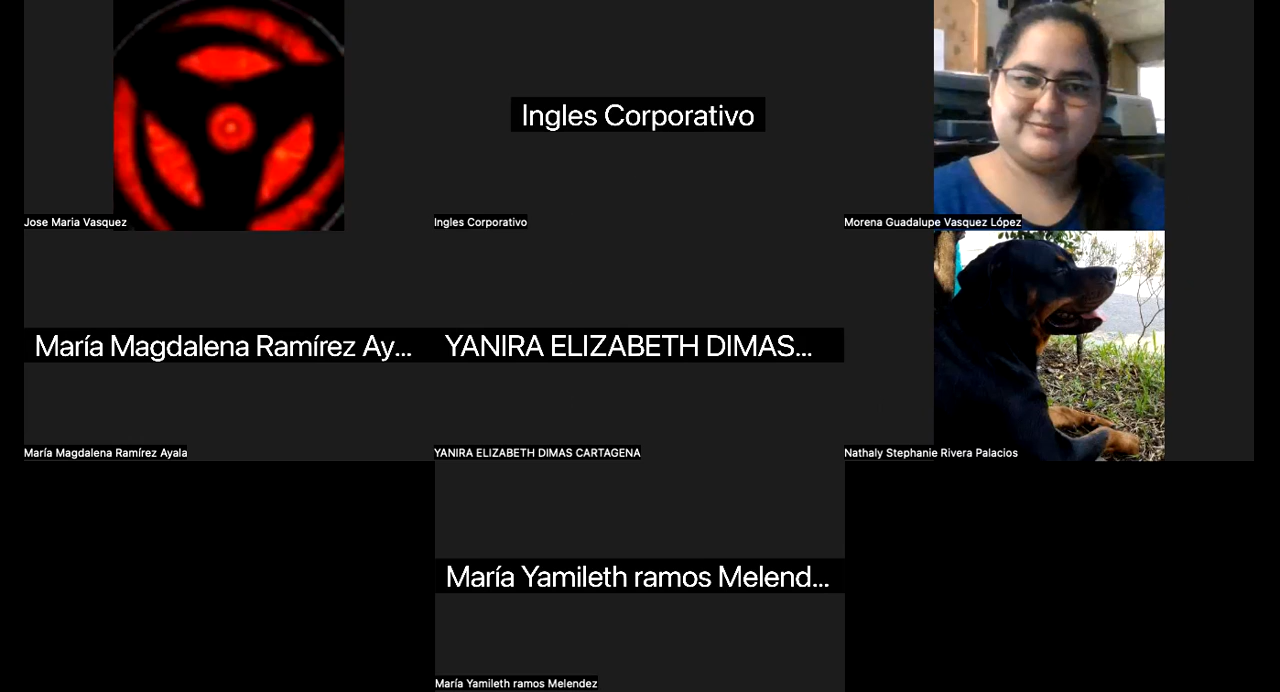 Ingles Corporativo
Jose Maria Vasquez
Ingles Corporativo
Morena Guadalupe Vasquez López
María Magdalena Ramírez Ay...
YANIRA ELIZABETH DIMAS...
María Magdalena Ramírez Ayala
YANIRA ELIZABETH DIMAS CARTAGENA
Nathaly Stephanie Rivera Palacios
María Yamileth ramos Melend...
María Yamileth ramos Melendez